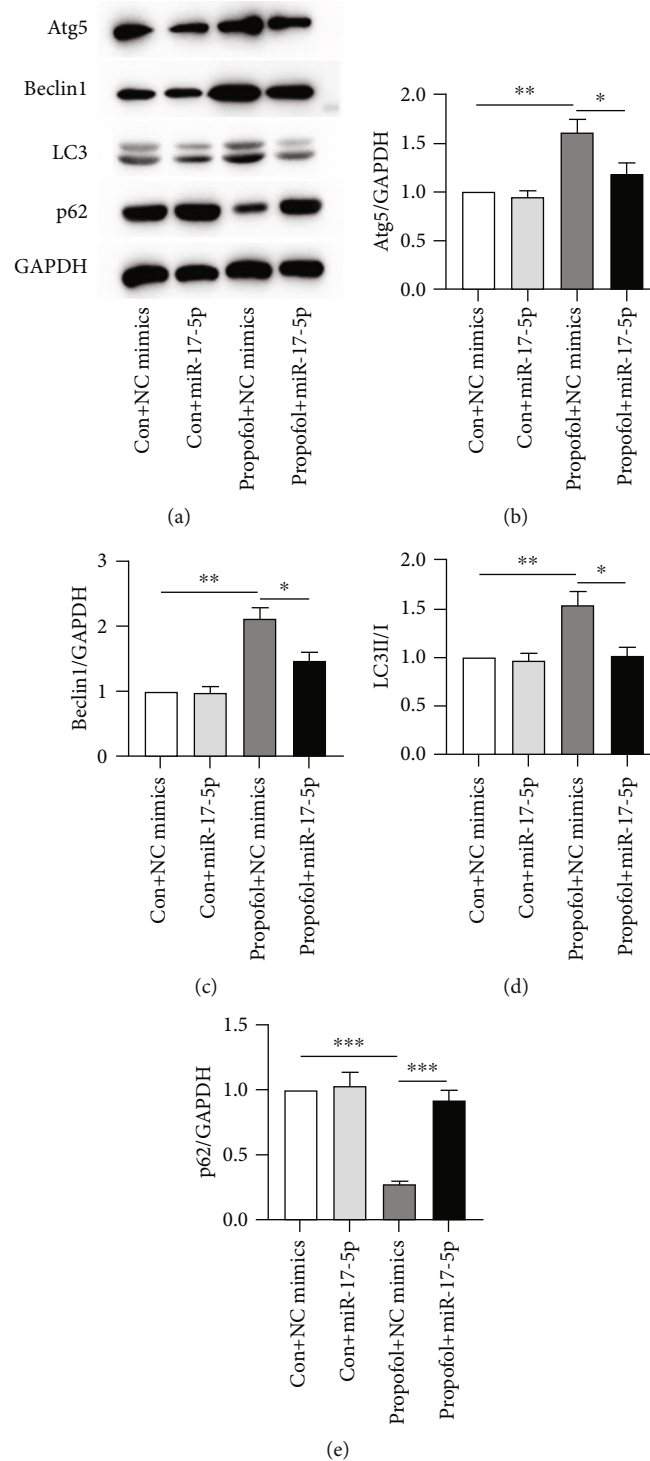 Atg5
Beclin1
LC3
p62
GAPDH
Con+NC mimics
Con+miR-17-5p
Propofol+NC mimics
Propofol+miR-17-5p
(a)
Atg5/GAPDH
2.0
1.5
1.0
0.5
0.0
**
*
Con+NC mimics
Con+miR-17-5p
Propofol+NC mimics
Propofol+miR-17-5p
(b)
Beclin1/GAPDH
3
2
1
0
**
*
Con+NC mimics
Con+miR-17-5p
Propofol+NC mimics
Propofol+miR-17-5p
(c)
LC3II/I
2.0
1.5
1.0
0.5
0.0
**
*
Con+NC mimics
Con+miR-17-5p
Propofol+NC mimics
Propofol+miR-17-5p
(d)
p62/GAPDH
1.5
1.0
0.5
0.0
***
***
Con+NC mimics
Con+miR-17-5p
Propofol+NC mimics
Propofol+miR-17-5p
(e)